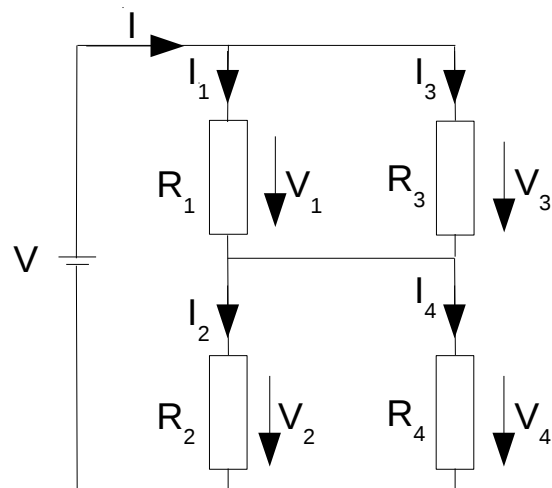 I
I₁ I₃
R₁ V₁ R₃ V₃
V
I₂ I₄
R₂ V₂ R₄ V₄